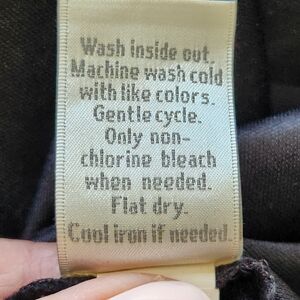 Wash inside out.
Machine wash cold
with like colors.
Gentle cycle.
Only non-
chlorine bleach
when needed.
Flat dry.
Cool iron if needed.